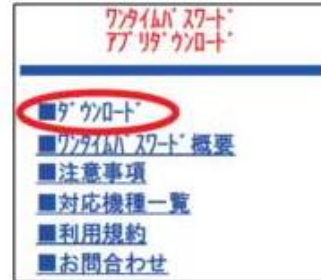 ﾜﾝﾀｲﾑﾊﾟｽﾜｰﾄﾞ
ｱﾌﾟﾘﾀﾞｳﾝﾛｰﾄﾞ
■ﾀﾞｳﾝﾛｰﾄﾞ
■ﾜﾝﾀｲﾑﾊﾟｽﾜｰﾄﾞ概要
■注意事項
■対応機種一覧
■利用規約
■お問合わせ